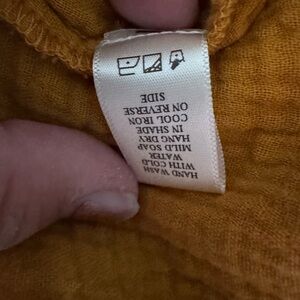 HAND WASH
WITH COLD
WATER
MILD SOAP
HANG DRY
IN SHADE
COOL IRON
ON REVERSE
SIDE